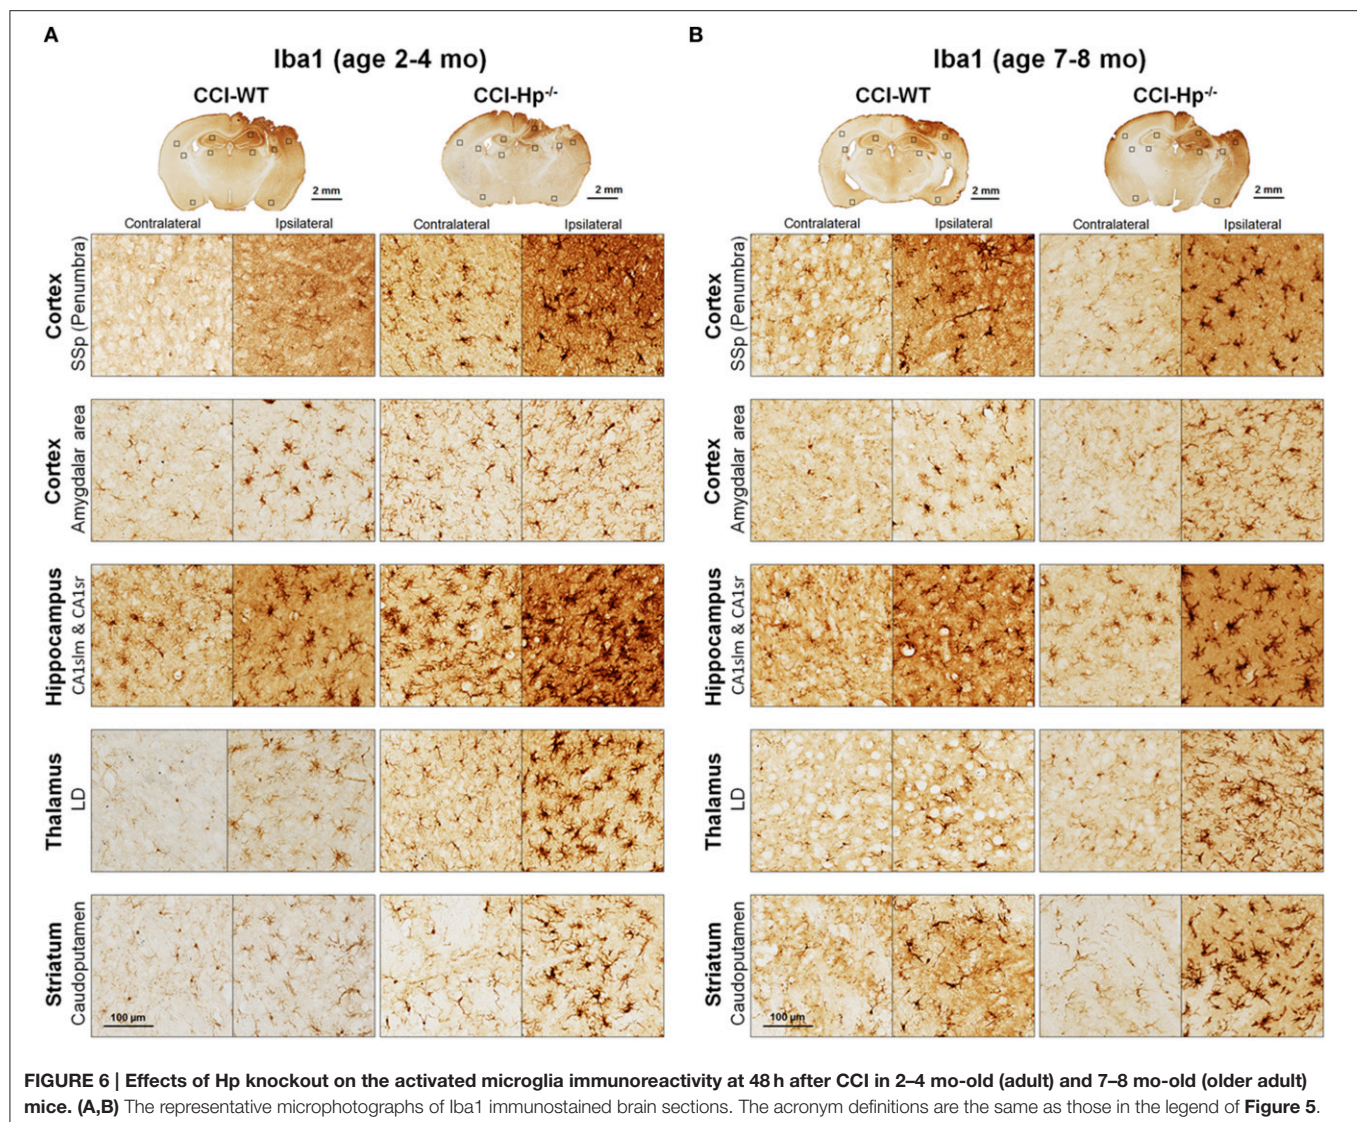 A
Iba1 (age 2-4 mo)
CCI-WT
CCI-Hp-/-
2 mm
2 mm
Contralateral
Ipsilateral
Contralateral
Ipsilateral
Cortex
SSp (Penumbra)
Cortex
Amygdalar area
Hippocampus
CA1slm & CA1sr
Thalamus
LD
Striatum
Caudoputamen
100 µm
B
Iba1 (age 7-8 mo)
CCI-WT
CCI-Hp-/-
2 mm
2 mm
Contralateral
Ipsilateral
Contralateral
Ipsilateral
Cortex
SSp (Penumbra)
Cortex
Amygdalar area
Hippocampus
CA1slm & CA1sr
Thalamus
LD
Striatum
Caudoputamen
100 µm
FIGURE 6 | Effects of Hp knockout on the activated microglia immunoreactivity at 48 h after CCI in 2–4 mo-old (adult) and 7–8 mo-old (older adult)
mice. (A,B) The representative microphotographs of Iba1 immunostained brain sections. The acronym definitions are the same as those in the legend of Figure 5.